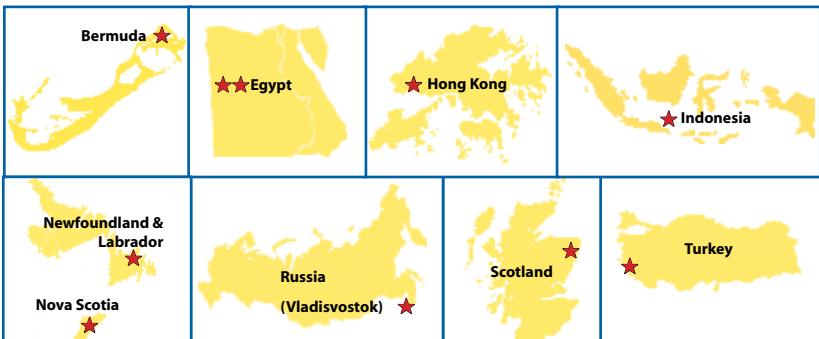 Bermuda
Egypt
Hong Kong
Indonesia
Newfoundland &
Labrador
Nova Scotia
Russia
(Vladisvostok)
Scotland
Turkey